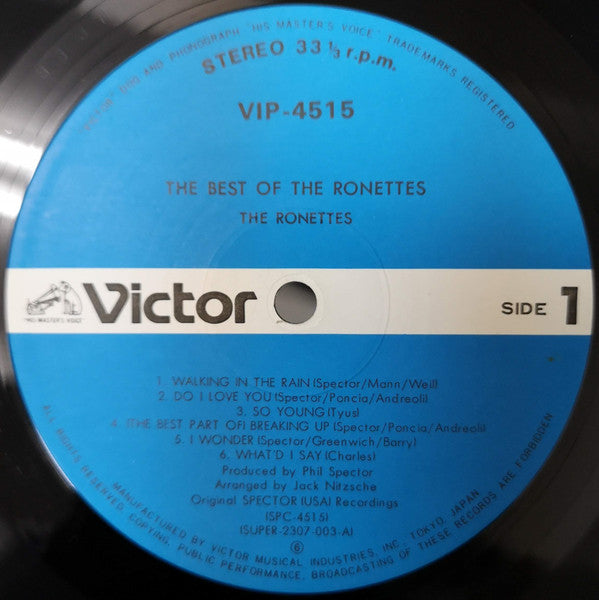 "VICTOR", DOG AND PHONOGRAPH "HIS MASTER'S VOICE" TRADEMARKS REGISTERED
STEREO 33 1/3 r.p.m.
VIP-4515
THE BEST OF THE RONETTES
THE RONETTES
"HIS MASTER'S VOICE"
Victor
SIDE 1
1. WALKING IN THE RAIN (Spector/Mann/Weil)
2. DO I LOVE YOU (Spector/Poncia/Andreoli)
3. SO YOUNG (Tyus)
4. (THE BEST PART OF) BREAKING UP (Spector/Poncia/Andreoli)
5. I WONDER (Spector/Greenwich/Barry)
6. WHAT'D I SAY (Charles)
Produced by Phil Spector
Arranged by Jack Nitzsche
Original SPECTOR (USA) Recordings
(SPC-4515)
(SUPER-2307-003-A)
6
MANUFACTURED BY VICTOR MUSICAL INDUSTRIES, INC. TOKYO, JAPAN
ALL RIGHTS RESERVED. COPYING, PUBLIC PERFORMANCE, BROADCASTING OF THESE RECORDS ARE FORBIDDEN